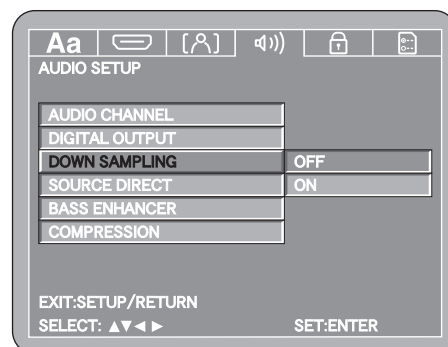 Aa
AUDIO SETUP
AUDIO CHANNEL
DIGITAL OUTPUT
DOWN SAMPLING OFF
SOURCE DIRECT ON
BASS ENHANCER
COMPRESSION
EXIT:SETUP/RETURN
SELECT: ▲▼◄ ► SET:ENTER